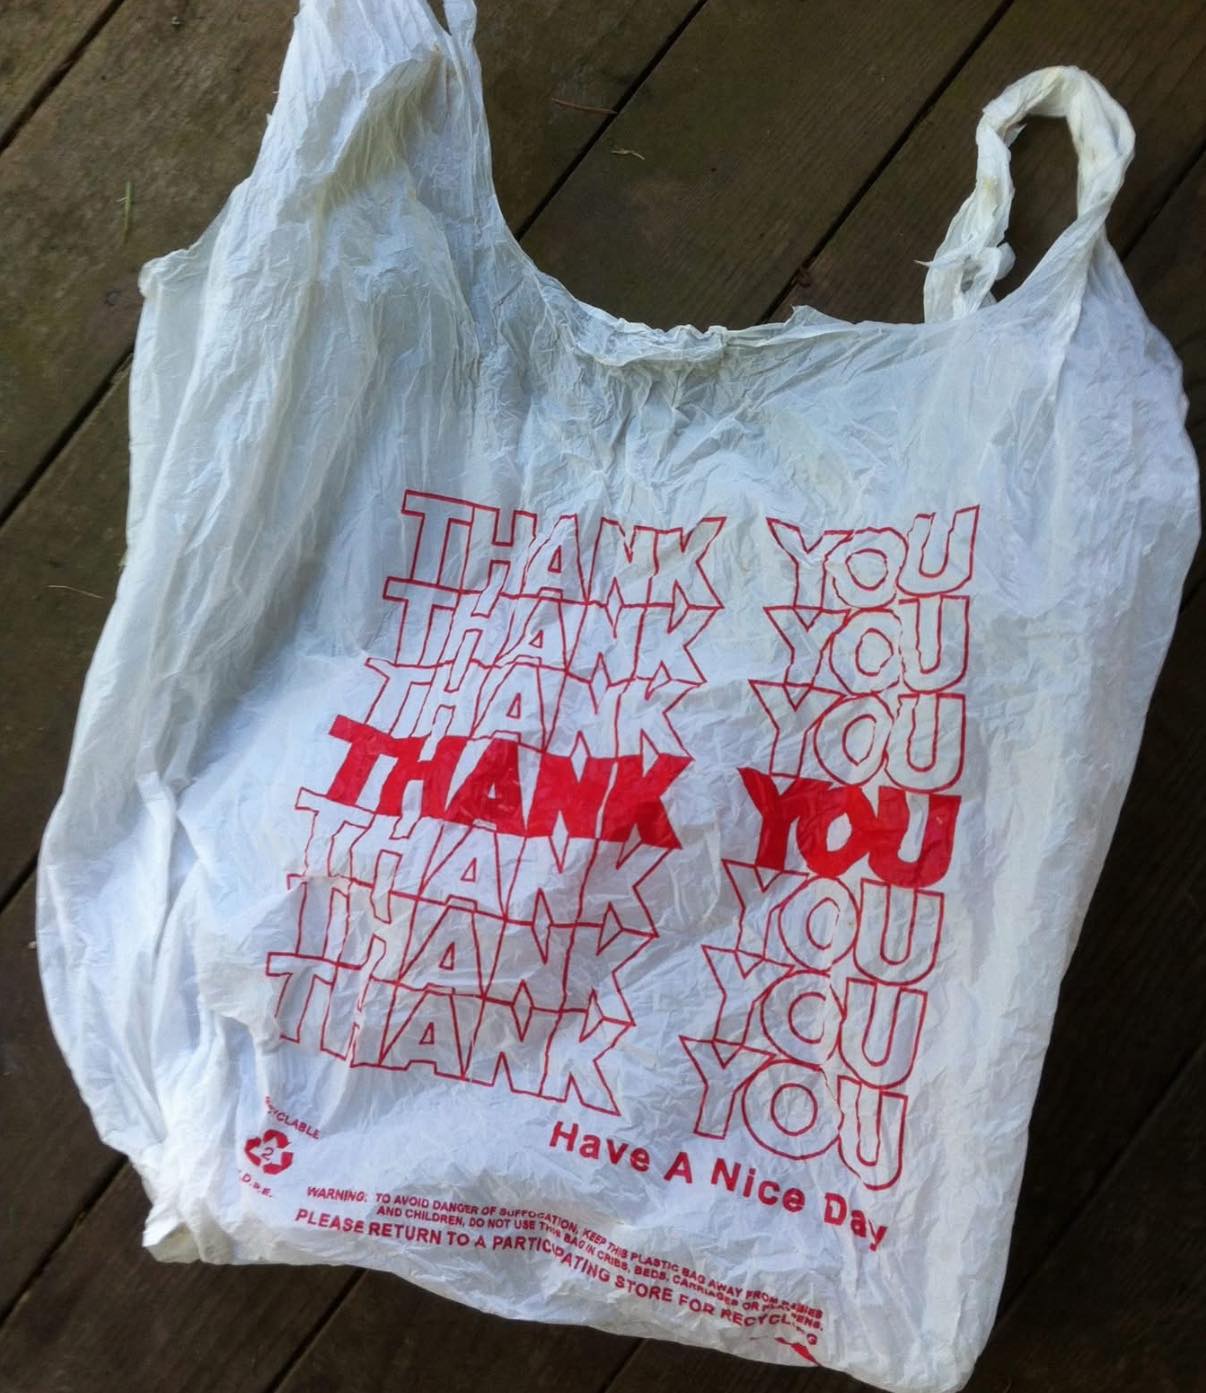 THANK YOU
THANK YOU
THANK YOU
THANK YOU
THANK YOU
THANK YOU
THANK YOU
Have A Nice Day
RECYCLABLE
2
WARNING: TO AVOID DANGER OF SUFFOCATION, KEEP THIS PLASTIC BAG AWAY FROM BABIES
AND CHILDREN, DO NOT USE THIS BAG IN CRIBS, BEDS, CARRIAGES OR PLAYPENS.
PLEASE RETURN TO A PARTICIPATING STORE FOR RECYCLING